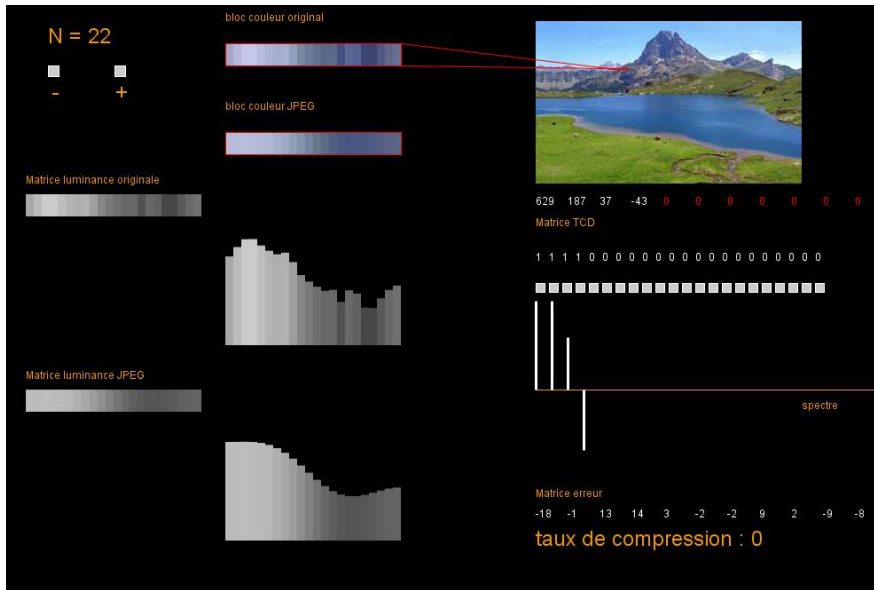 N = 22
- +
bloc couleur original
bloc couleur JPEG
Matrice luminance originale
Matrice luminance JPEG
629 187 37 -43 0 0 0 0 0 0 0
Matrice TCD
1 1 1 1 0 0 0 0 0 0 0 0 0 0 0 0 0 0 0 0 0 0
spectre
Matrice erreur
-18 -1 13 14 3 -2 -2 9 2 -9 -8
taux de compression : 0